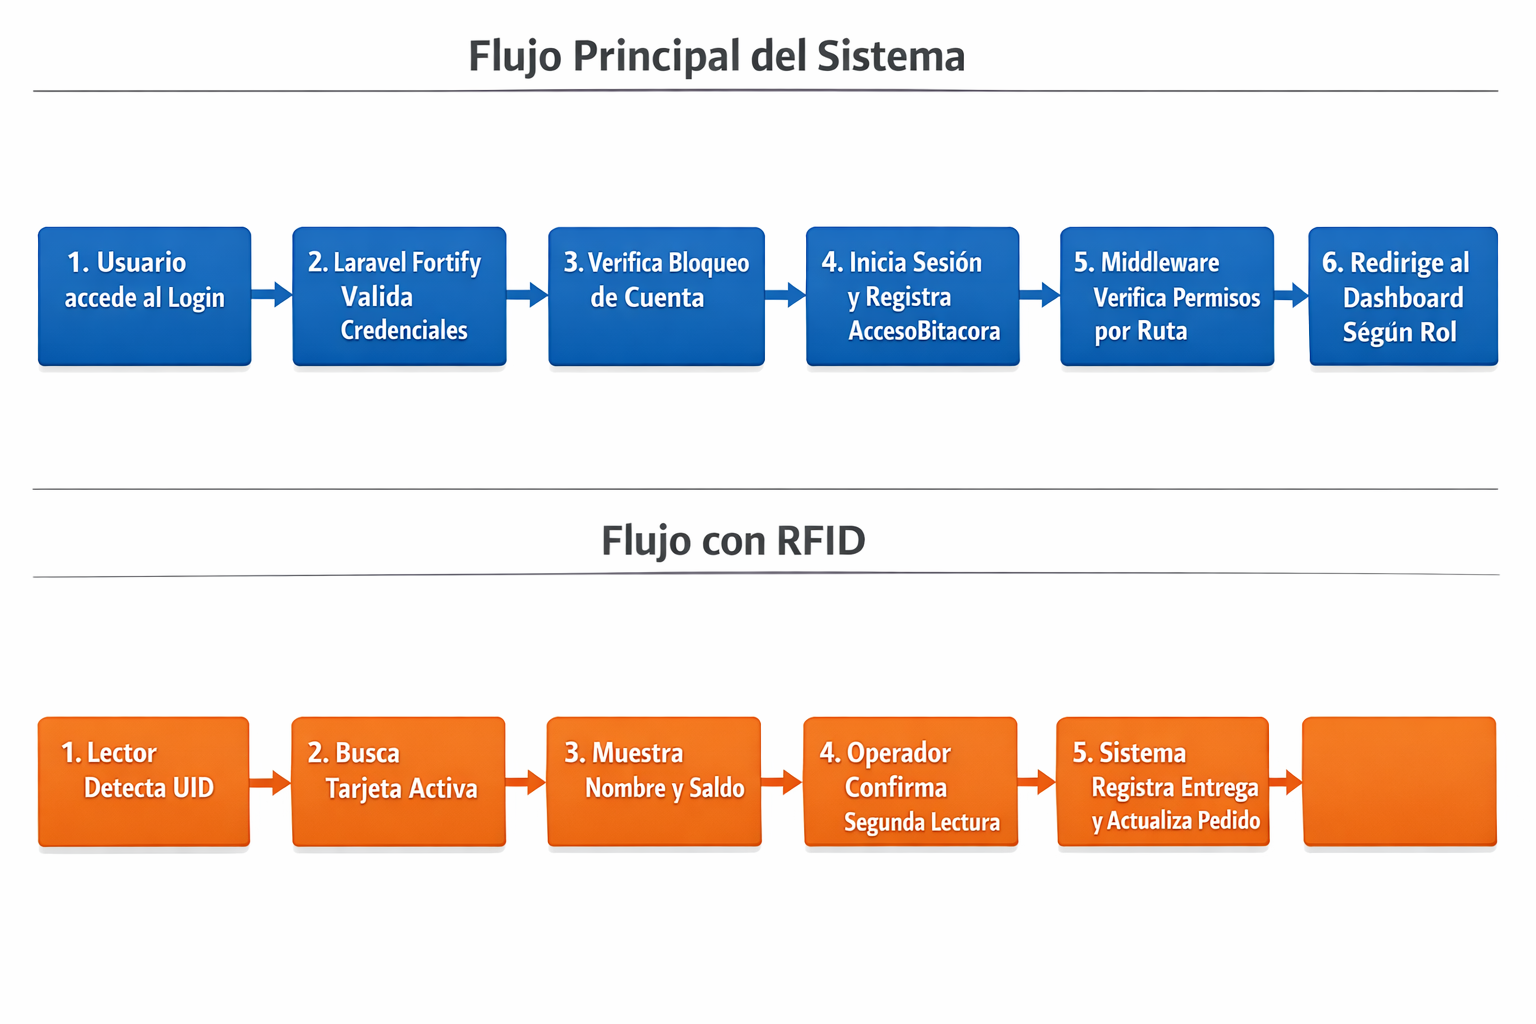 Flujo Principal del Sistema
1. Usuario
accede al Login
2. Laravel Fortify
Valida
Credenciales
3. Verifica Bloqueo
de Cuenta
4. Inicia Sesión
y Registra
AccesoBitacora
5. Middleware
Verifica Permisos
por Ruta
6. Redirige al
Dashboard
Ségún Rol
Flujo con RFID
1. Lector
Detecta UID
2. Busca
Tarjeta Activa
3. Muestra
Nombre y Saldo
4. Operador
Confirma
Segunda Lectura
5. Sistema
Registra Entrega
y Actualiza Pedido